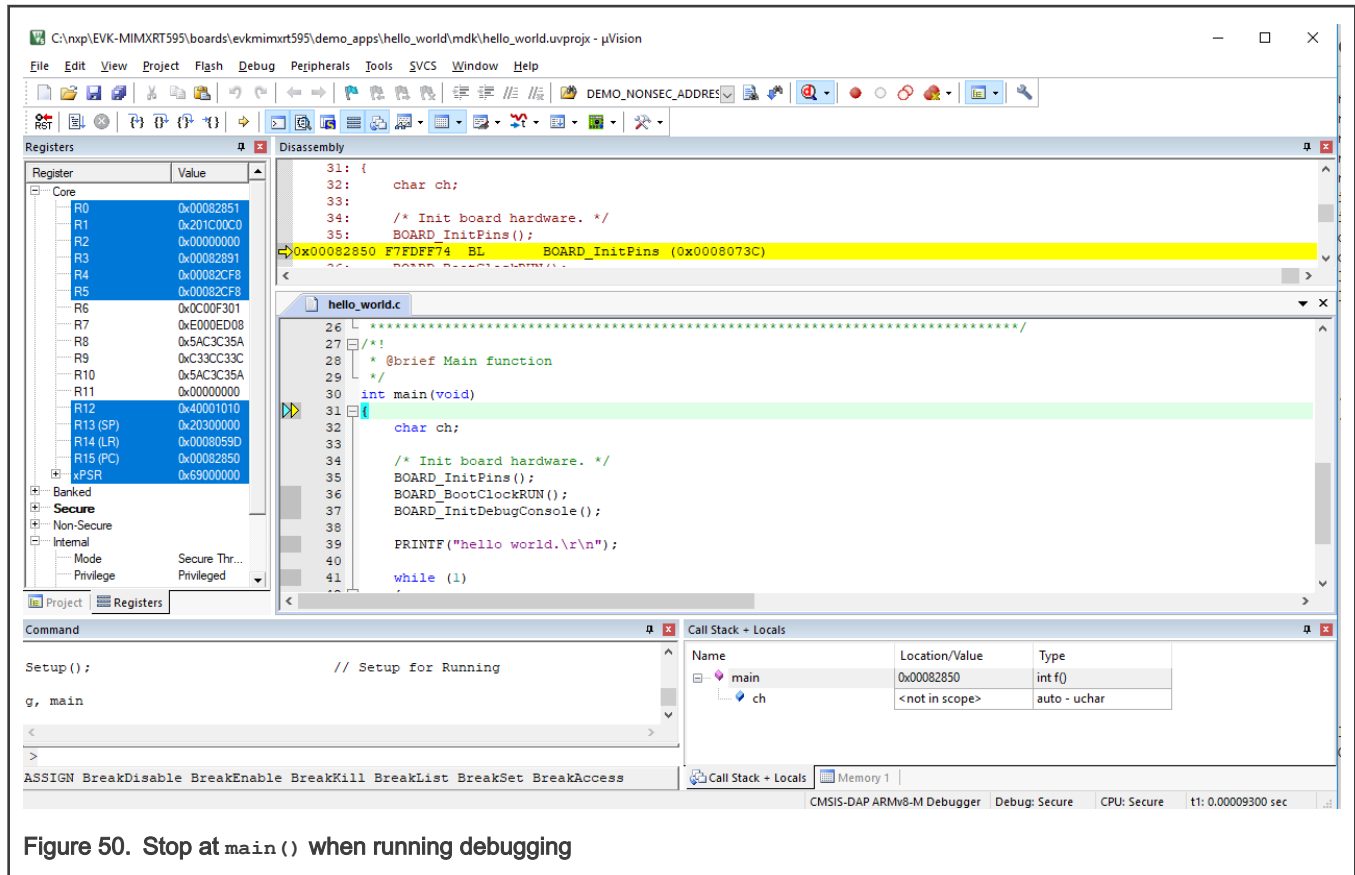 C:\nxp\EVK-MIMXRT595\boards\evkmimxrt595\demo_apps\hello_world\mdk\hello_world.uvprojx - µVision
File Edit View Project Flash Debug Peripherals Tools SVCS Window Help
DEMO_NONSEC_ADDRES
RST
Registers
Register Value
Core
R0 0x00082851
R1 0x201C00C0
R2 0x00000000
R3 0x00082891
R4 0x00082CF8
R5 0x00082CF8
R6 0x0C00F301
R7 0xE000ED08
R8 0x5AC3C35A
R9 0xC33CC33C
R10 0x5AC3C35A
R11 0x00000000
R12 0x40001010
R13 (SP) 0x20300000
R14 (LR) 0x0008059D
R15 (PC) 0x00082850
xPSR 0x69000000
Banked
Secure
Non-Secure
Internal
Mode Secure Thr...
Privilege Privileged
Project Registers
Disassembly
31: {
32: char ch;
33:
34: /* Init board hardware. */
35: BOARD_InitPins();
0x00082850 F7FDFF74 BL BOARD_InitPins (0x0008073C)
36: BOARD_BootClockRUN();
hello_world.c
26 ******************************************************************************/
27 /*!
28 * @brief Main function
29 */
30 int main(void)
31 {
32 char ch;
33
34 /* Init board hardware. */
35 BOARD_InitPins();
36 BOARD_BootClockRUN();
37 BOARD_InitDebugConsole();
38
39 PRINTF("hello world.\r\n");
40
41 while (1)
Command
Setup(); // Setup for Running
g, main
>
ASSIGN BreakDisable BreakEnable BreakKill BreakList BreakSet BreakAccess
Call Stack + Locals
Name Location/Value Type
main 0x00082850 int f()
ch <not in scope> auto - uchar
Call Stack + Locals Memory 1
CMSIS-DAP ARMv8-M Debugger Debug: Secure CPU: Secure t1: 0.00009300 sec
Figure 50. Stop at main() when running debugging